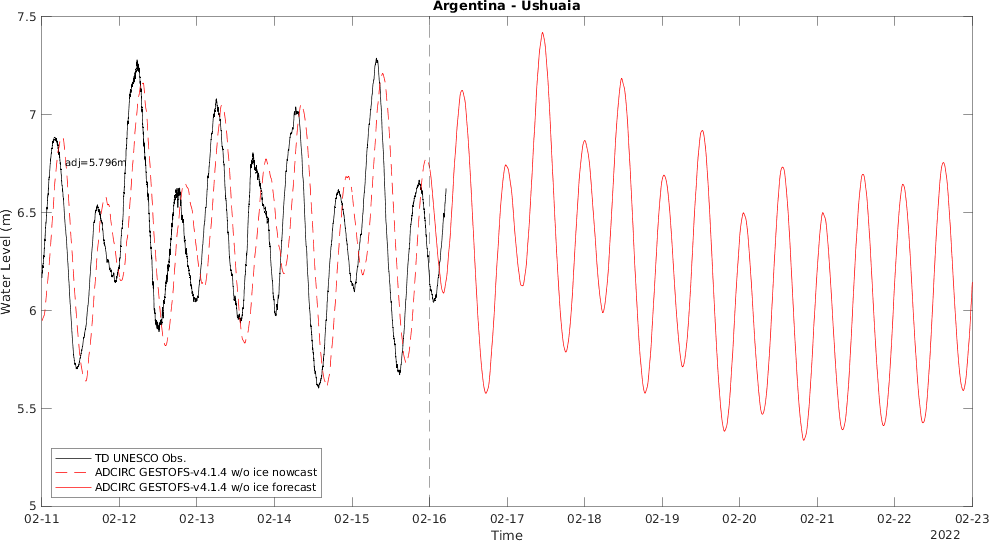 Argentina - Ushuaia
7.5
7
adj=5.796m
6.5
Water Level (m)
6
5.5
TD UNESCO Obs.
ADCIRC GESTOFS-v4.1.4 w/o ice nowcast
ADCIRC GESTOFS-v4.1.4 w/o ice forecast
5
02-11 02-12 02-13 02-14 02-15 02-16 02-17 02-18 02-19 02-20 02-21 02-22 02-23
Time
2022